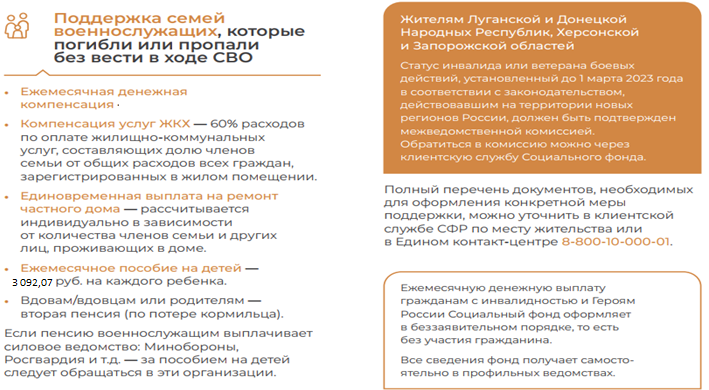 Поддержка семей
военнослужащих, которые
погибли или пропали
без вести в ходе СВО
• Ежемесячная денежная
компенсация •
• Компенсация услуг ЖКХ — 60% расходов
по оплате жилищно-коммунальных
услуг, составляющих долю членов
семьи от общих расходов всех граждан,
зарегистрированных в жилом помещении.
• Единовременная выплата на ремонт
частного дома — рассчитывается
индивидуально в зависимости
от количества членов семьи и других
лиц, проживающих в доме.
• Ежемесячное пособие на детей —
3 092,07 руб. на каждого ребенка.
• Вдовам/вдовцам или родителям —
вторая пенсия (по потере кормильца).
Если пенсию военнослужащим выплачивает
силовое ведомство: Минобороны,
Росгвардия и т.д. — за пособием на детей
следует обращаться в эти организации.
Жителям Луганской и Донецкой
Народных Республик, Херсонской
и Запорожской областей
Статус инвалида или ветерана боевых
действий, установленный до 1 марта 2023 года
в соответствии с законодательством,
действовавшим на территории новых
регионов России, должен быть подтвержден
межведомственной комиссией.
Обратиться в комиссию можно через
клиентскую службу Социального фонда.
Полный перечень документов, необходимых
для оформления конкретной меры
поддержки, можно уточнить в клиентской
службе СФР по месту жительства или
в Едином контакт-центре 8-800-10-000-01.
Ежемесячную денежную выплату
гражданам с инвалидностью и Героям
России Социальный фонд оформляет
в беззаявительном порядке, то есть
без участия гражданина.
Все сведения фонд получает самосто-
ятельно в профильных ведомствах.